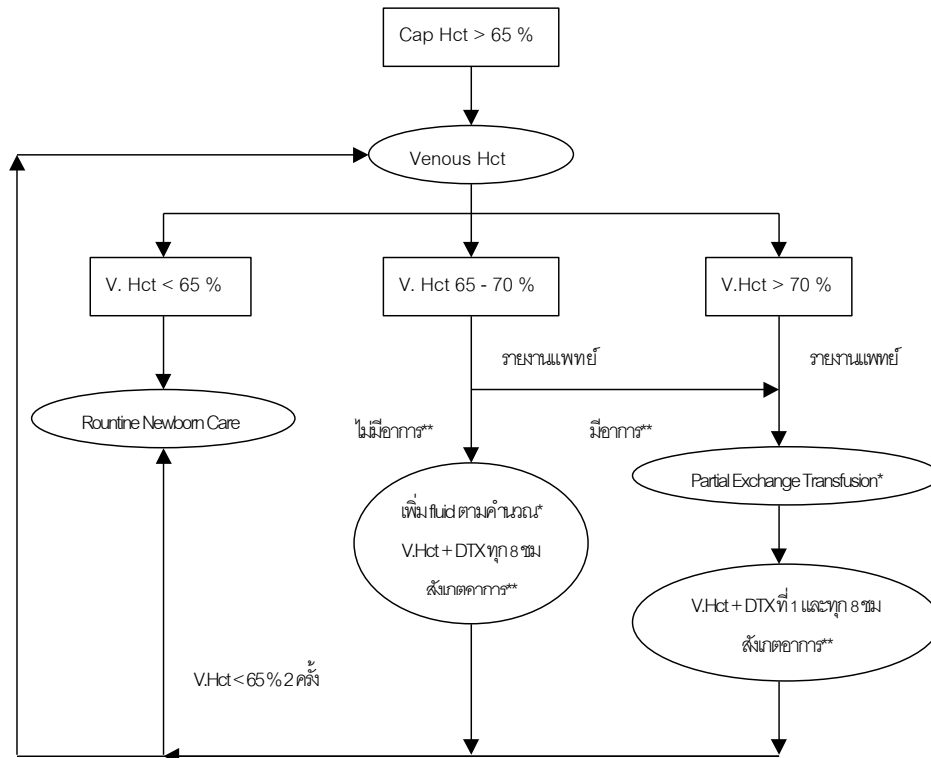 Cap Hct > 65 %
Venous Hct
V. Hct < 65 %
V. Hct 65 - 70 %
V.Hct > 70 %
รายงานแพทย์
รายงานแพทย์
Rountine Newborn Care
ไม่มีอาการ**
มีอาการ**
Partial Exchange Transfusion*
เพิ่ม fluid ตามคำนวณ*
V.Hct + DTX ทุก 8 ชม
สังเกตอาการ**
V.Hct + DTX ที่ 1 และทุก 8 ชม
สังเกตอาการ**
V.Hct < 65 % 2 ครั้ง